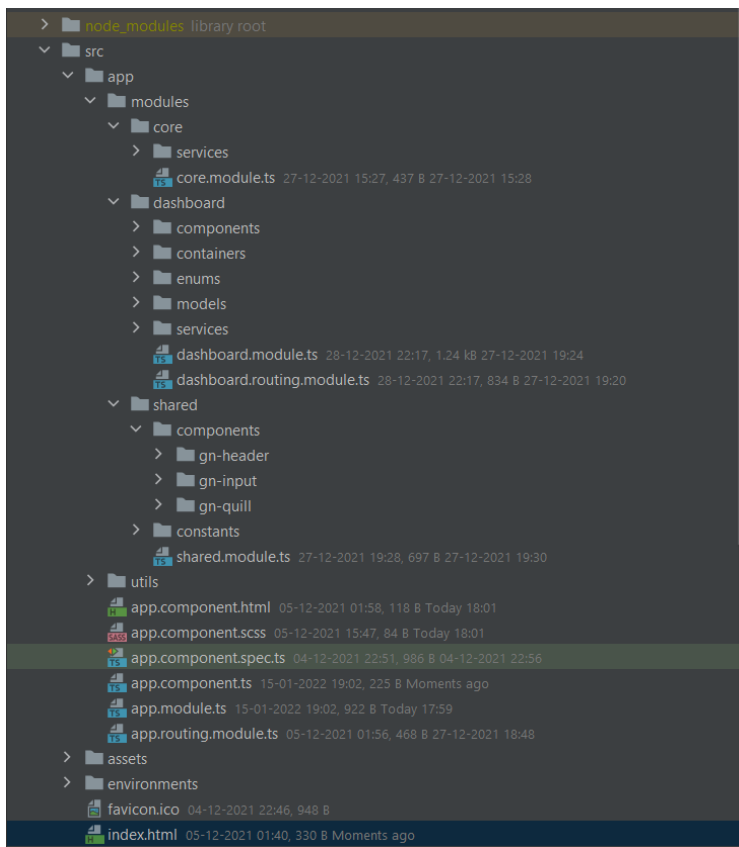 node_modules library root
src
app
modules
core
services
core.module.ts 27-12-2021 15:27, 437 B 27-12-2021 15:28
dashboard
components
containers
enums
models
services
dashboard.module.ts 28-12-2021 22:17, 1.24 kB 27-12-2021 19:24
dashboard.routing.module.ts 28-12-2021 22:17, 834 B 27-12-2021 19:20
shared
components
gn-header
gn-input
gn-quill
constants
shared.module.ts 27-12-2021 19:28, 697 B 27-12-2021 19:30
utils
app.component.html 05-12-2021 01:58, 118 B Today 18:01
app.component.scss 05-12-2021 15:47, 84 B Today 18:01
app.component.spec.ts 04-12-2021 22:51, 986 B 04-12-2021 22:56
app.component.ts 15-01-2022 19:02, 225 B Moments ago
app.module.ts 15-01-2022 19:02, 922 B Today 17:59
app.routing.module.ts 05-12-2021 01:56, 468 B 27-12-2021 18:48
assets
environments
favicon.ico 04-12-2021 22:46, 948 B
index.html 05-12-2021 01:40, 330 B Moments ago